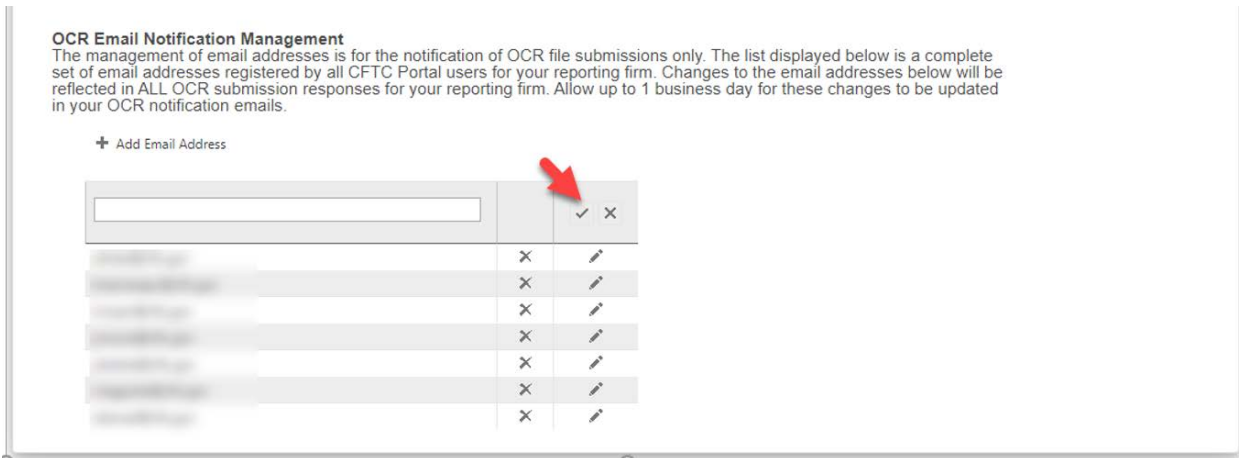 OCR Email Notification Management
The management of email addresses is for the notification of OCR file submissions only. The list displayed below is a complete
set of email addresses registered by all CFTC Portal users for your reporting firm. Changes to the email addresses below will be
reflected in ALL OCR submission responses for your reporting firm. Allow up to 1 business day for these changes to be updated
in your OCR notification emails.
Add Email Address